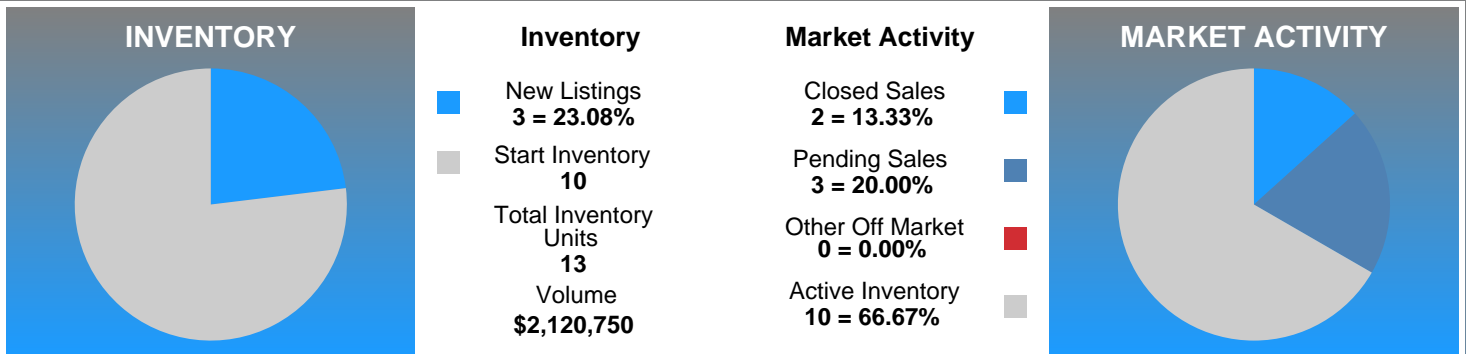 INVENTORY
Inventory
New Listings
3 = 23.08%
Start Inventory
10
Total Inventory
Units
13
Volume
$2,120,750
Market Activity
Closed Sales
2 = 13.33%
Pending Sales
3 = 20.00%
Other Off Market
0 = 0.00%
Active Inventory
10 = 66.67%
MARKET ACTIVITY